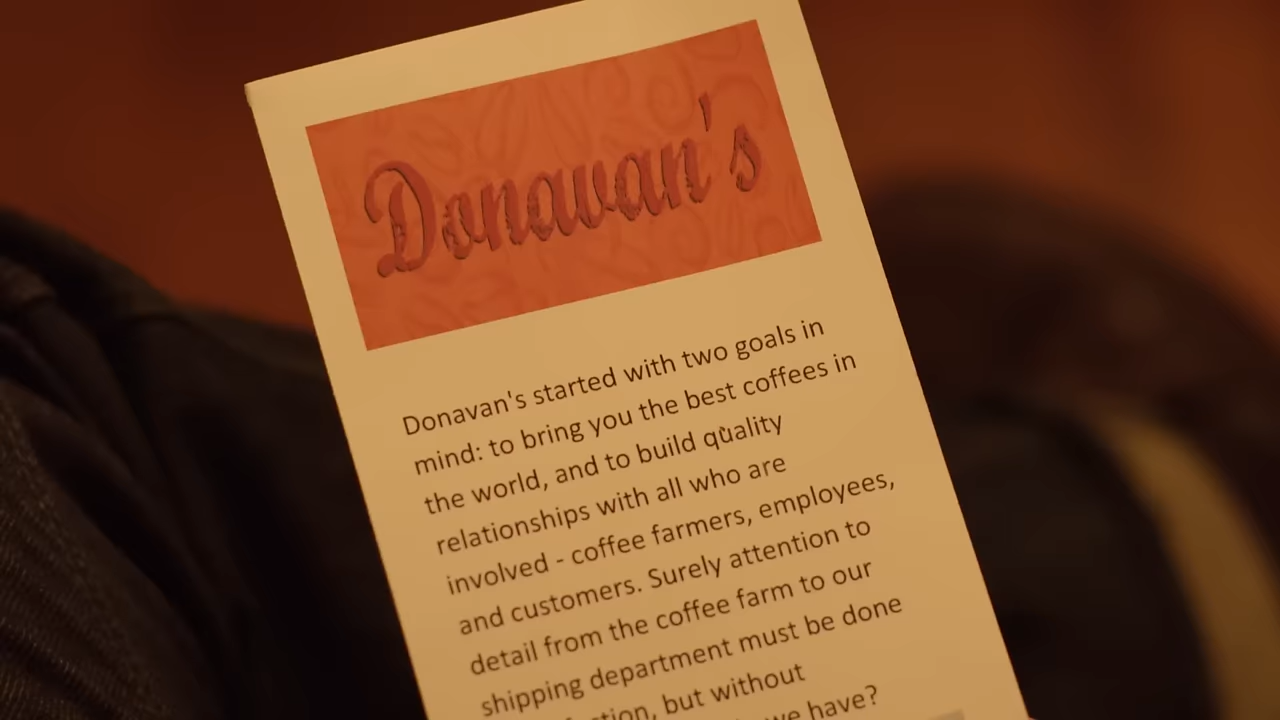 Donavan's
Donavan's started with two goals in
mind: to bring you the best coffees in
the world, and to build quality
relationships with all who are
involved - coffee farmers, employees,
and customers. Surely attention to
detail from the coffee farm to our
shipping department must be done
but without
we have?